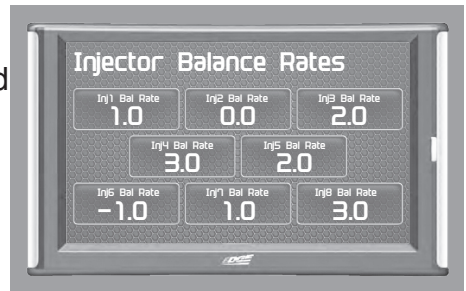 d
Injector Balance Rates
Inj1 Bal Rate Inj2 Bal Rate Inj3 Bal Rate
1.0 0.0 2.0
Inj4 Bal Rate Inj5 Bal Rate
3.0 2.0
Inj6 Bal Rate Inj7 Bal Rate Inj8 Bal Rate
-1.0 1.0 3.0
EDGE